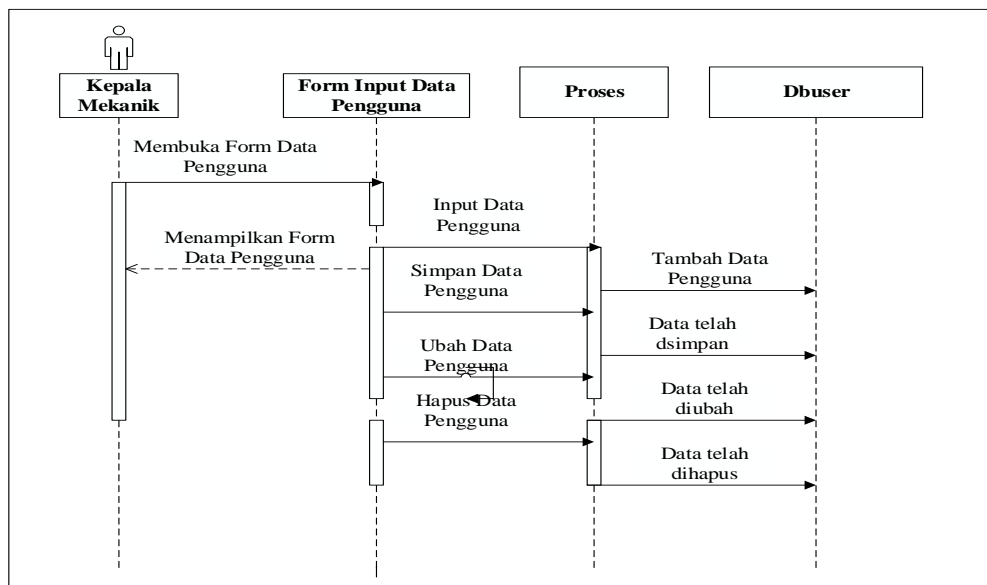 Kepala
Mekanik
Form Input Data
Pengguna
Proses
Dbuser
Membuka Form Data
Pengguna
Input Data
Pengguna
Menampilkan Form
Data Pengguna
Simpan Data
Pengguna
Tambah Data
Pengguna
Data telah
dsimpan
Ubah Data
Pengguna
Hapus Data
Pengguna
Data telah
diubah
Data telah
dihapus